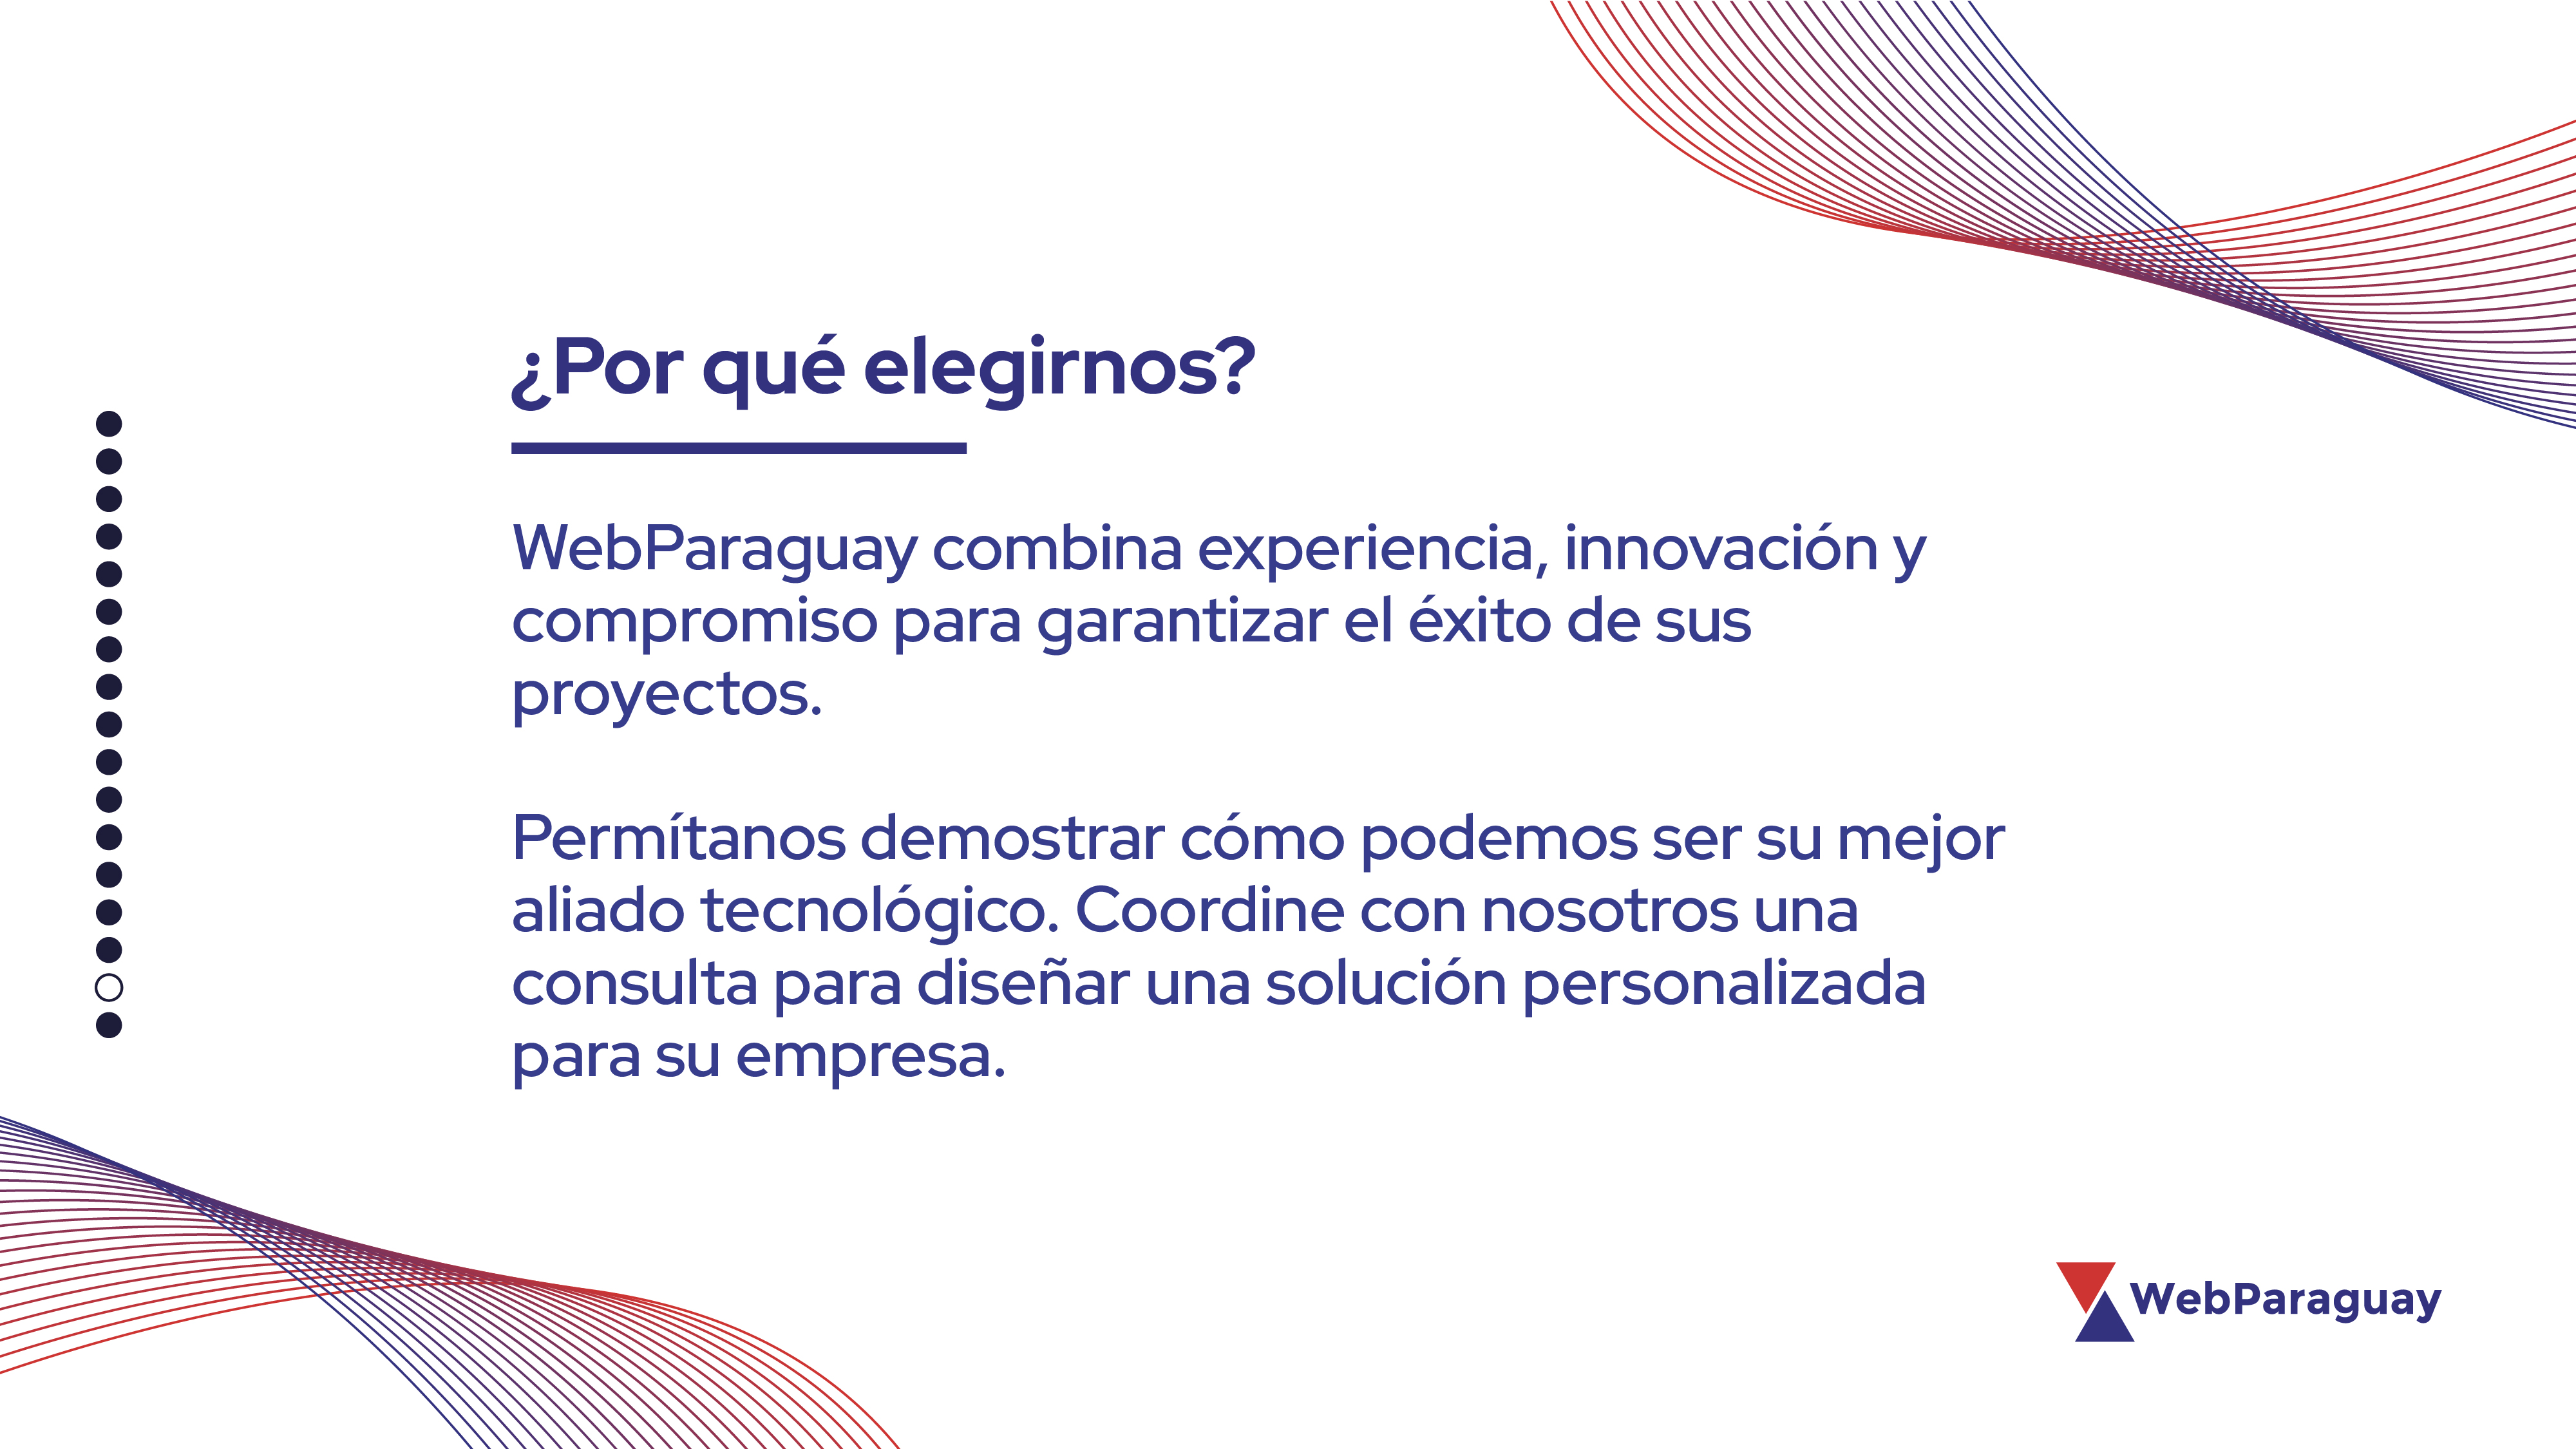 ¿Por qué elegirnos?
WebParaguay combina experiencia, innovación y
compromiso para garantizar el éxito de sus
proyectos.
Permítanos demostrar cómo podemos ser su mejor
aliado tecnológico. Coordine con nosotros una
consulta para diseñar una solución personalizada
para su empresa.
WebParaguay